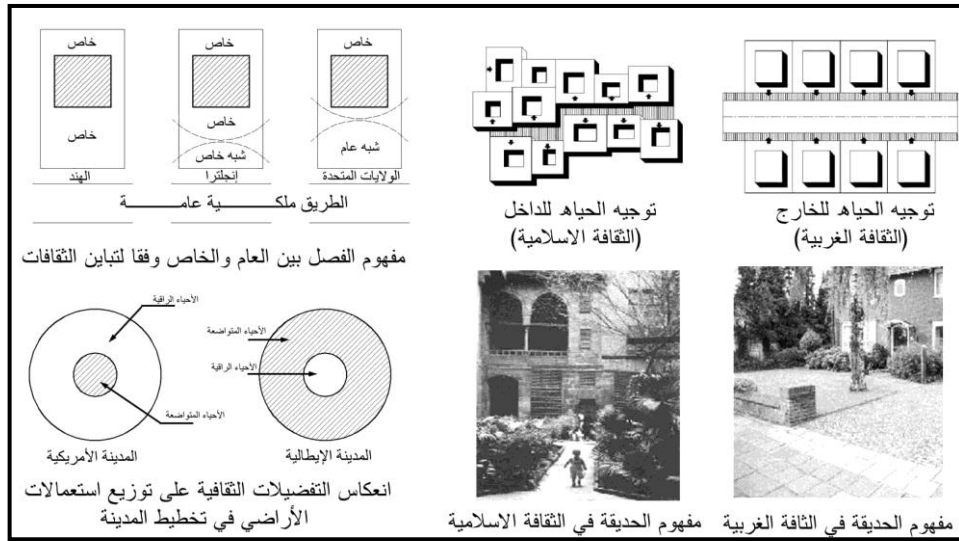 خاص
خاص
خاص
خاص
خاص
شبه خاص
شبه عام
الهند
إنجلترا
الولايات المتحدة
الطريق ملكـــــــية عامــــــــة
مفهوم الفصل بين العام والخاص وفقا لتباين الثقافات
توجيه الحياه للداخل
(الثقافة الاسلامية)
توجيه الحياه للخارج
(الثقافة الغربية)
الأحياء الراقية
الأحياء المتواضعة
المدينة الأمريكية
الأحياء المتواضعة
الأحياء الراقية
المدينة الإيطالية
انعكاس التفضيلات الثقافية على توزيع استعمالات
الأراضي في تخطيط المدينة
مفهوم الحديقة في الثقافة الاسلامية
مفهوم الحديقة في الثافة الغربية